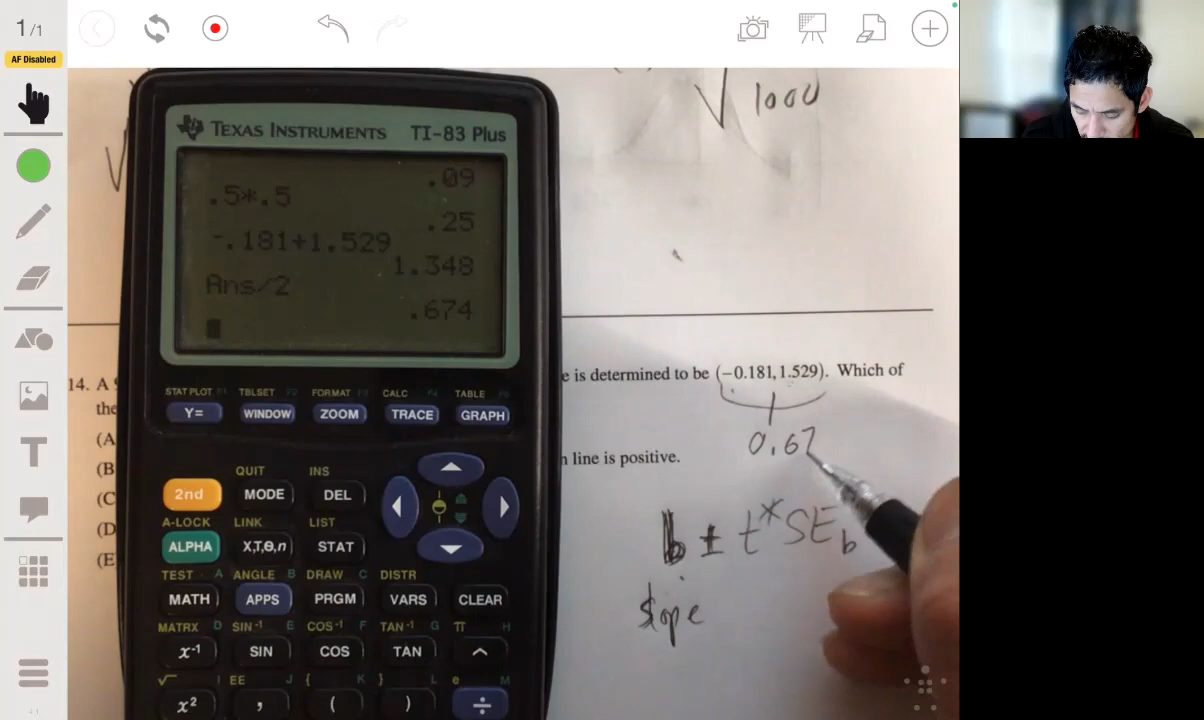 1/1
AF Disabled
T
√1000
TEXAS INSTRUMENTS TI-83 Plus
.09
.5*.5
.25
-.181+1.529
1.348
Ans/2
.674
14. A
e is determined to be (−0.181, 1.529). Which of
the
(A
(B
n line is positive.
(C
(D
(E
0.67
b ± t* SE_b
slope
STAT PLOT F1 TBLSET F2 FORMAT F3 CALC F4 TABLE F5
Y= WINDOW ZOOM TRACE GRAPH
QUIT INS
2nd MODE DEL
A-LOCK LINK LIST
ALPHA X,T,θ,n STAT
TEST A ANGLE B DRAW C DISTR
MATH APPS PRGM VARS CLEAR
MATRX D SIN⁻¹ E COS⁻¹ F TAN⁻¹ G π H
x⁻¹ SIN COS TAN ^
√ I EE J { K } L e M
x² , ( ) ÷